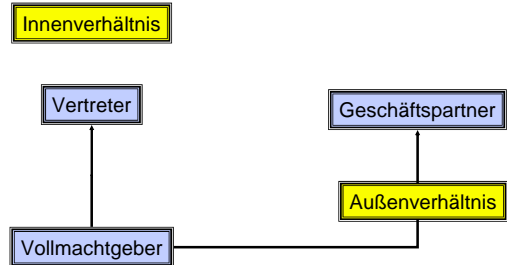 Innenverhältnis
Vertreter
Geschäftspartner
Außenverhältnis
Vollmachtgeber